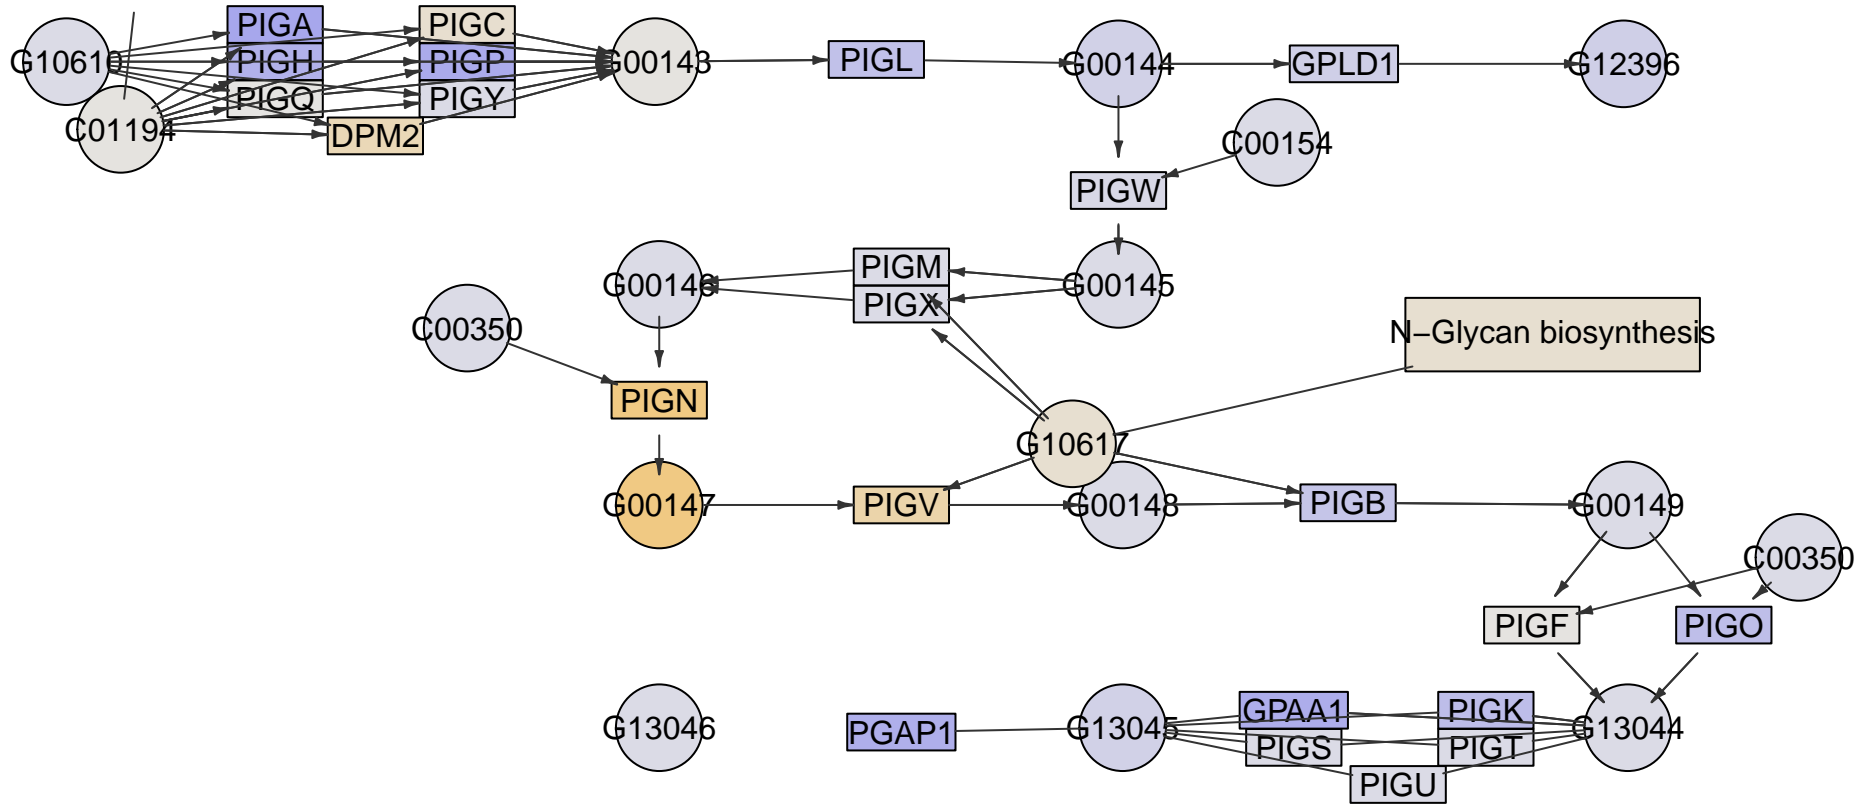 PIGA
PIGC
G10619
PIGH
PIGP
G00143
PIGL
G00144
GPLD1
G12396
PIGQ
PIGY
C01194
DPM2
C00154
PIGW
PIGM
G00146
G00145
PIGX
C00350
N−Glycan biosynthesis
PIGN
G10617
G00147
PIGV
G00148
PIGB
G00149
C00350
PIGF
PIGO
GPAA1
PIGK
G13046
PGAP1
G13045
G13044
PIGS
PIGT
PIGU